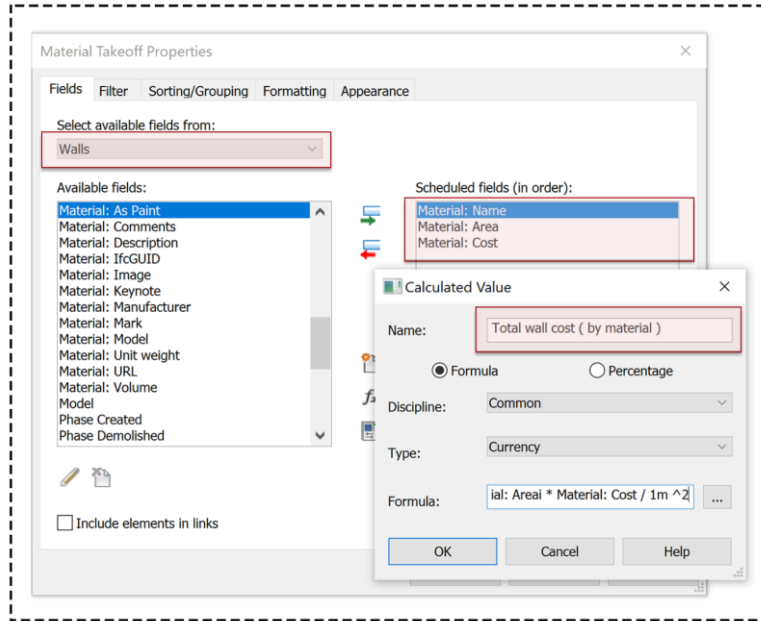 Material Takeoff Properties
Fields Filter Sorting/Grouping Formatting Appearance
Select available fields from:
Walls
Available fields:
Material: As Paint
Material: Comments
Material: Description
Material: IfcGUID
Material: Image
Material: Keynote
Material: Manufacturer
Material: Mark
Material: Model
Material: Unit weight
Material: URL
Material: Volume
Model
Phase Created
Phase Demolished
Include elements in links
Scheduled fields (in order):
Material: Name
Material: Area
Material: Cost
Calculated Value
Name: Total wall cost ( by material )
Formula Percentage
Discipline: Common
Type: Currency
Formula: ial: Areai * Material: Cost / 1m ^2 ...
OK Cancel Help